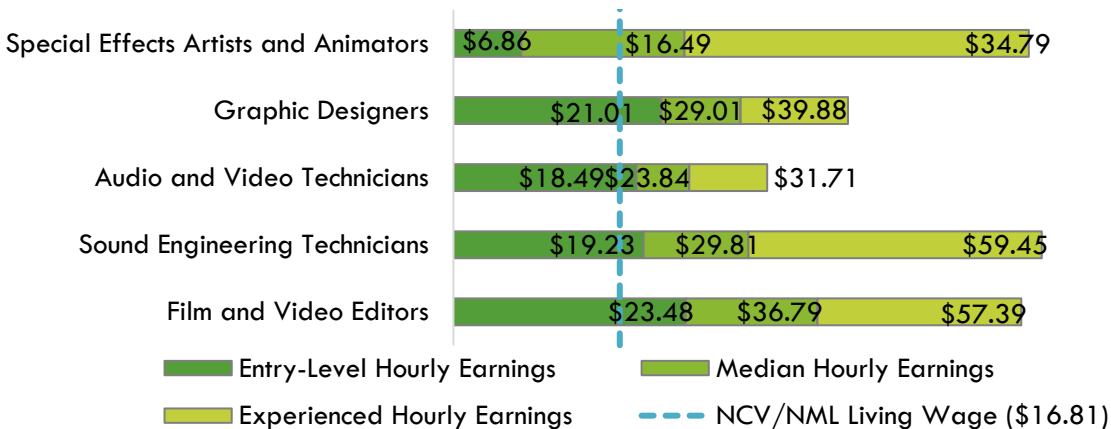 Special Effects Artists and Animators $6.86 $16.49 $34.79
Graphic Designers $21.01 $29.01 $39.88
Audio and Video Technicians $18.49 $23.84 $31.71
Sound Engineering Technicians $19.23 $29.81 $59.45
Film and Video Editors $23.48 $36.79 $57.39
Entry-Level Hourly Earnings Median Hourly Earnings
Experienced Hourly Earnings NCV/NML Living Wage ($16.81)